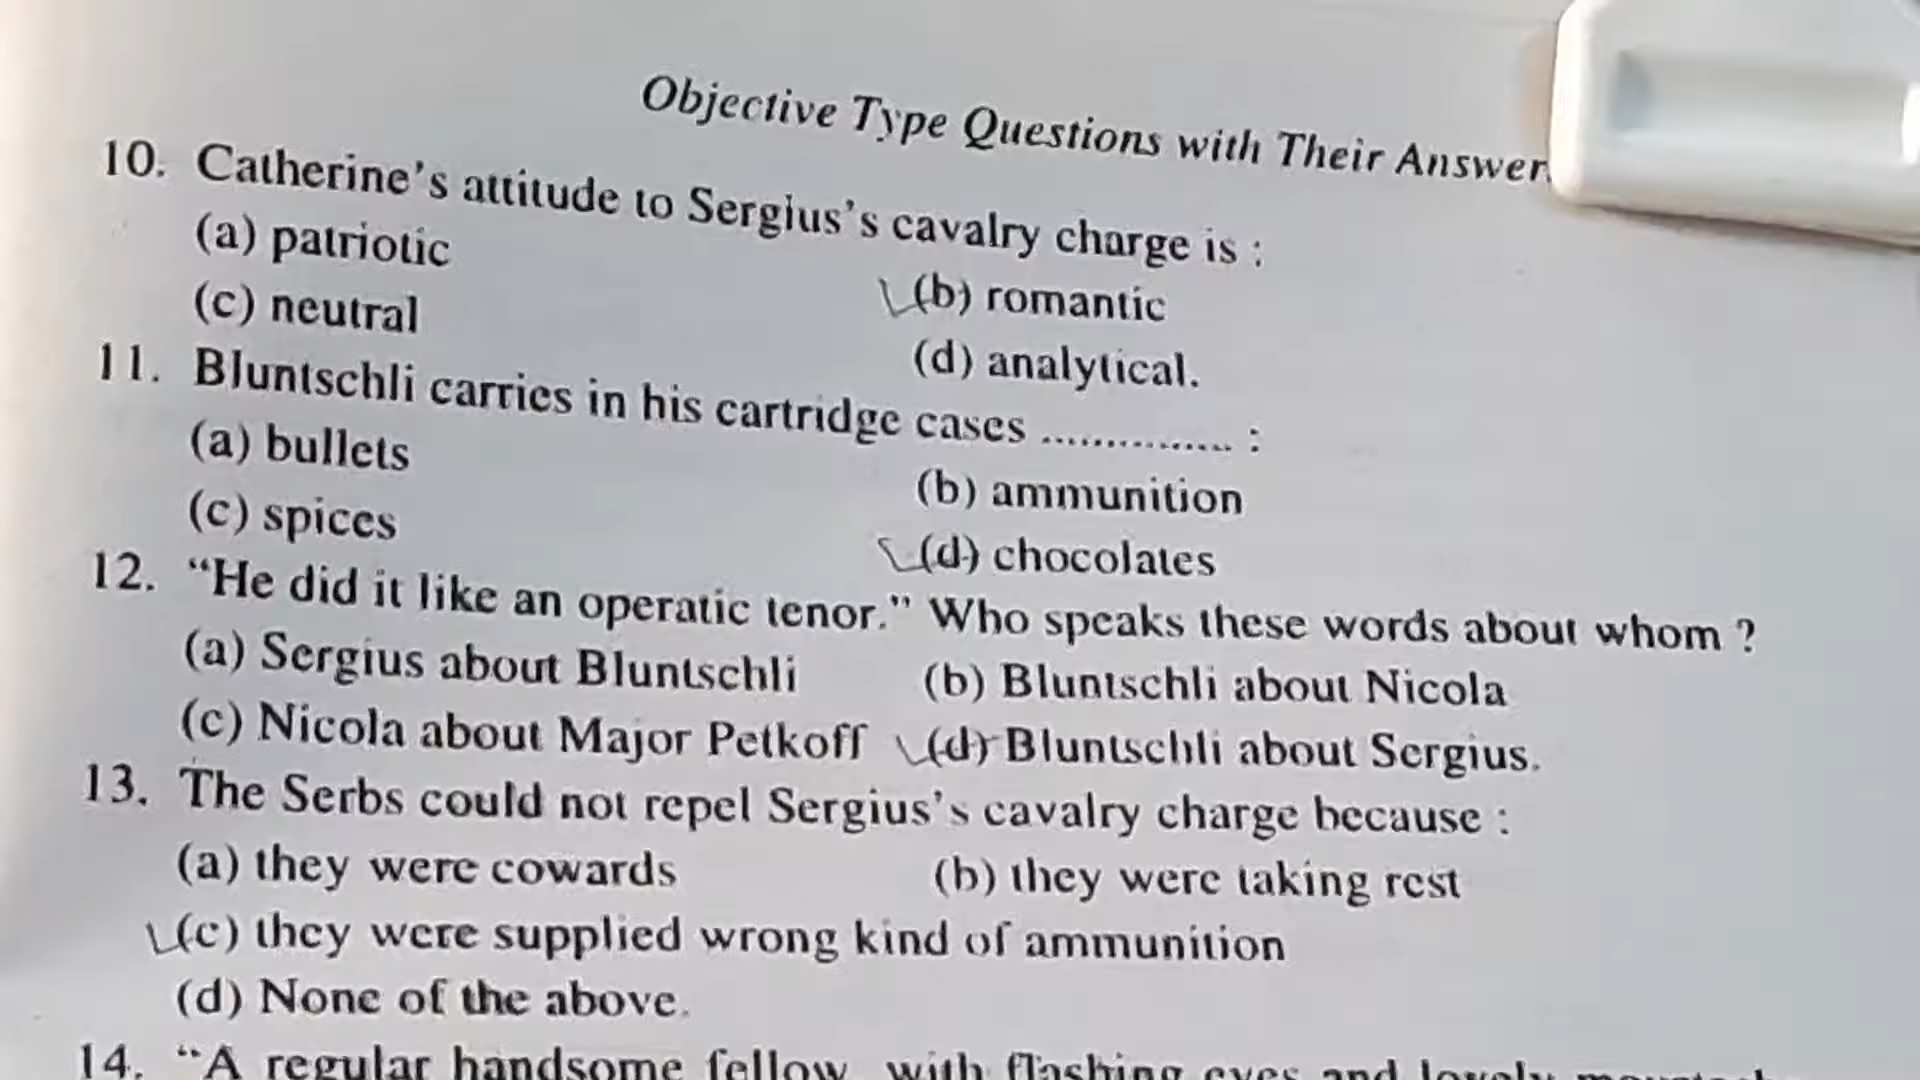 Objective Type Questions with Their Answer
10. Catherine's attitude to Sergius's cavalry charge is :
(a) patriotic (b) romantic
(c) neutral (d) analytical.
11. Bluntschli carries in his cartridge cases ............... :
(a) bullets (b) ammunition
(c) spices (d) chocolates
12. "He did it like an operatic tenor." Who speaks these words about whom ?
(a) Sergius about Bluntschli (b) Bluntschli about Nicola
(c) Nicola about Major Petkoff (d) Bluntschli about Sergius.
13. The Serbs could not repel Sergius's cavalry charge because :
(a) they were cowards (b) they were taking rest
(c) they were supplied wrong kind of ammunition
(d) None of the above.
14. "A regular handsome fellow, with flashing eyes and lovely